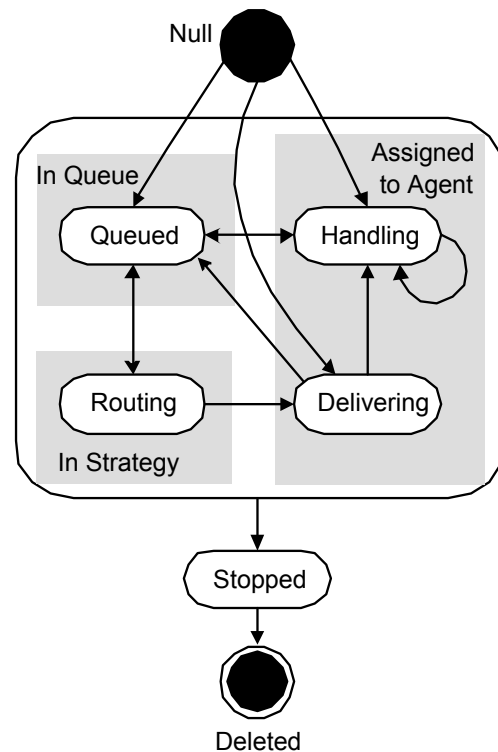 Null
Assigned
to Agent
In Queue
Queued
Handling
Routing
Delivering
In Strategy
Stopped
Deleted